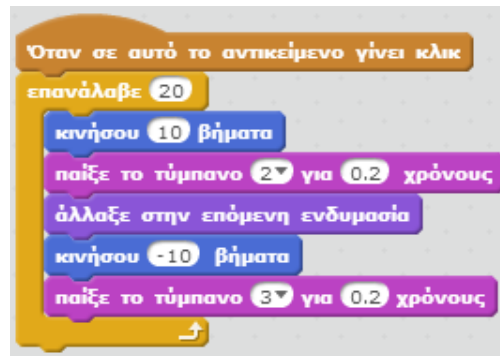 Όταν σε αυτό το αντικείμενο γίνει κλικ
επανάλαβε 20
κινήσου 10 βήματα
παίξε το τύμπανο 2 για 0.2 χρόνους
άλλαξε στην επόμενη ενδυμασία
κινήσου -10 βήματα
παίξε το τύμπανο 3 για 0.2 χρόνους